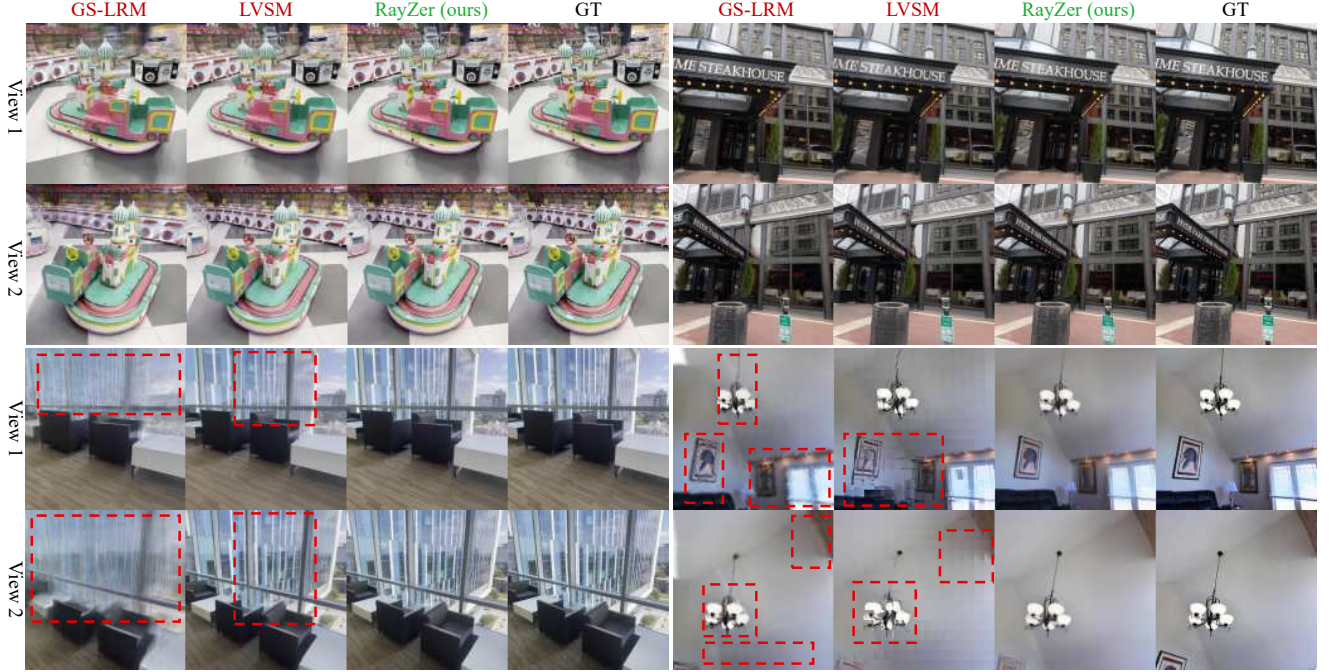 GS-LRM LVSM RayZer (ours) GT GS-LRM LVSM RayZer (ours) GT
View 1
IME STEAKHOUSE IME STEAKHOUSE IME STEAKHOUSE IME STEAKHOUSE
View 2
View 1
View 2